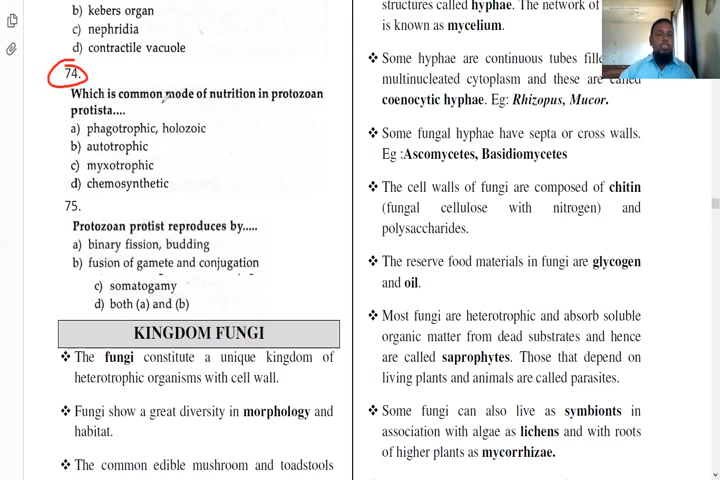 b) kebers organ
c) nephridia
d) contractile vacuole
74.
Which is common mode of nutrition in protozoan
protista....
a) phagotrophic, holozoic
b) autotrophic
c) myxotrophic
d) chemosynthetic
75.
Protozoan protist reproduces by.....
a) binary fission, budding
b) fusion of gamete and conjugation
c) somatogamy
d) both (a) and (b)
KINGDOM FUNGI
❖ The fungi constitute a unique kingdom of
heterotrophic organisms with cell wall.
❖ Fungi show a great diversity in morphology and
habitat.
❖ The common edible mushroom and toadstools
structures called hyphae. The network of
is known as mycelium.
❖ Some hyphae are continuous tubes
multinucleated cytoplasm and these are called
coenocytic hyphae. Eg: Rhizopus, Mucor.
❖ Some fungal hyphae have septa or cross walls.
Eg :Ascomycetes, Basidiomycetes
❖ The cell walls of fungi are composed of chitin
(fungal cellulose with nitrogen) and
polysaccharides.
❖ The reserve food materials in fungi are glycogen
and oil.
❖ Most fungi are heterotrophic and absorb soluble
organic matter from dead substrates and hence
are called saprophytes. Those that depend on
living plants and animals are called parasites.
❖ Some fungi can also live as symbionts in
association with algae as lichens and with roots
of higher plants as mycorrhizae.